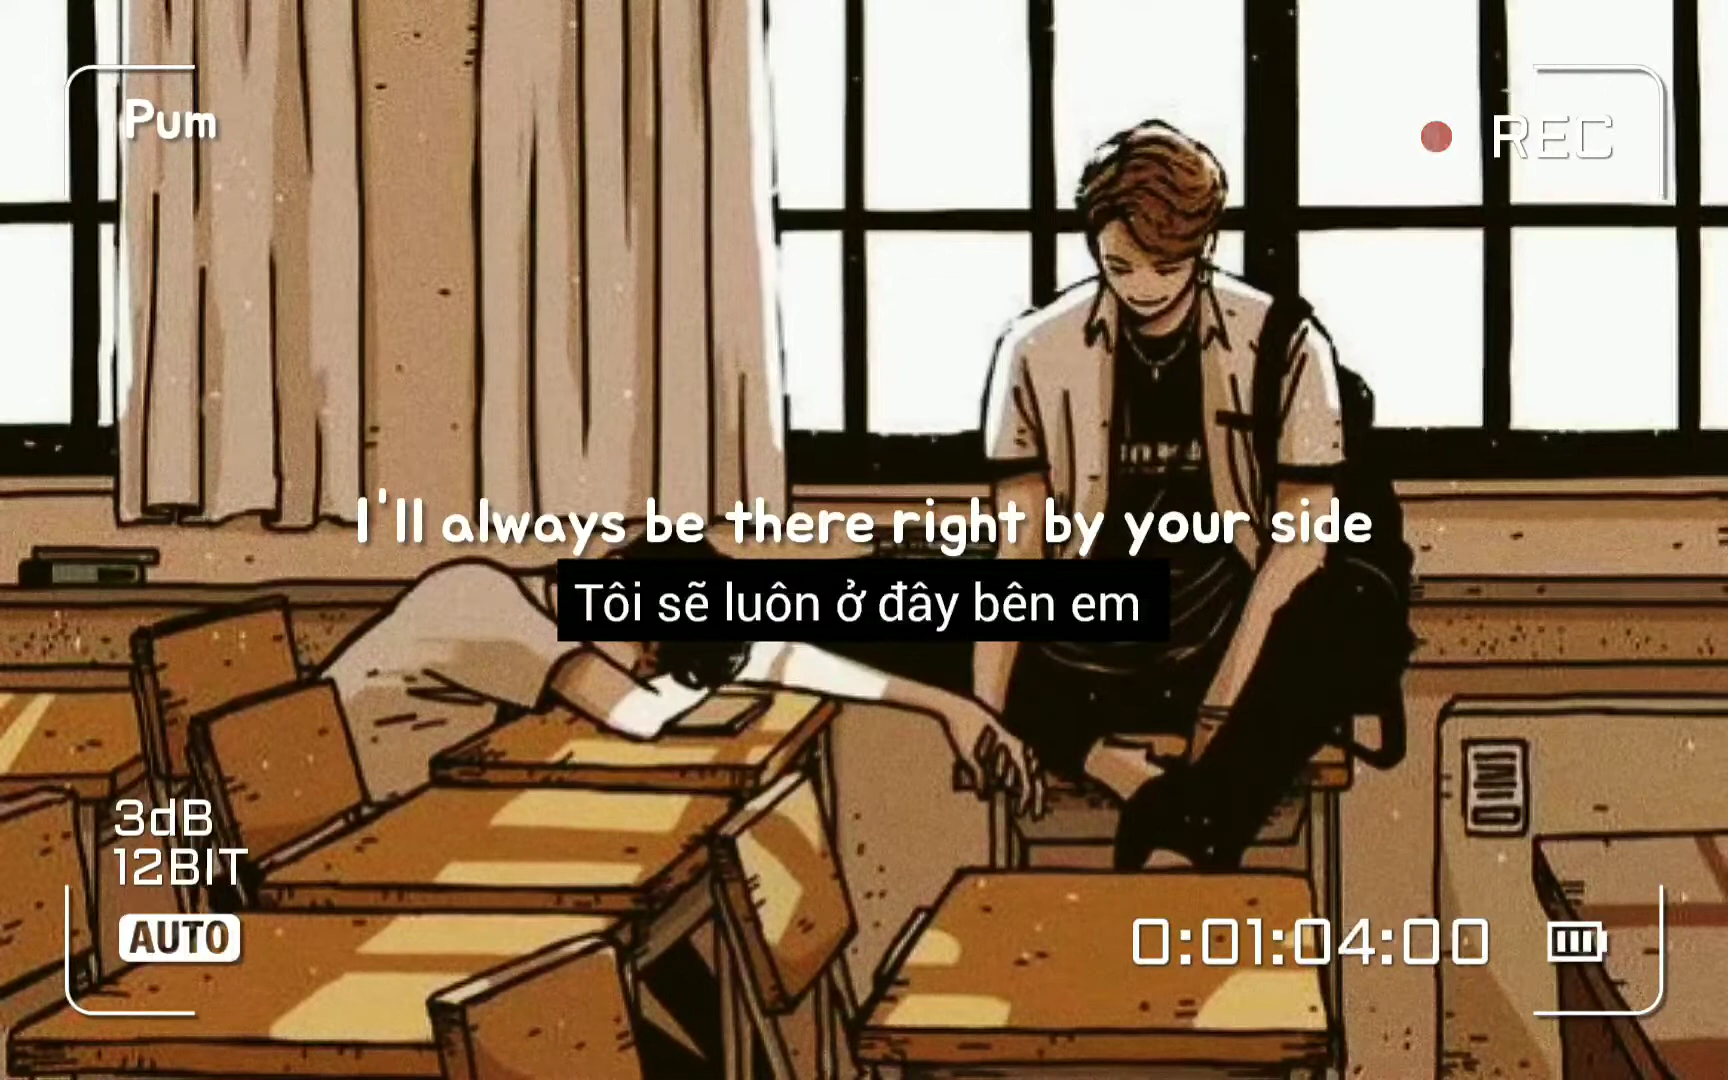 Pum
REC
I'll always be there right by your side
Tôi sẽ luôn ở đây bên em
3dB
12BIT
AUTO
0:01:04:00